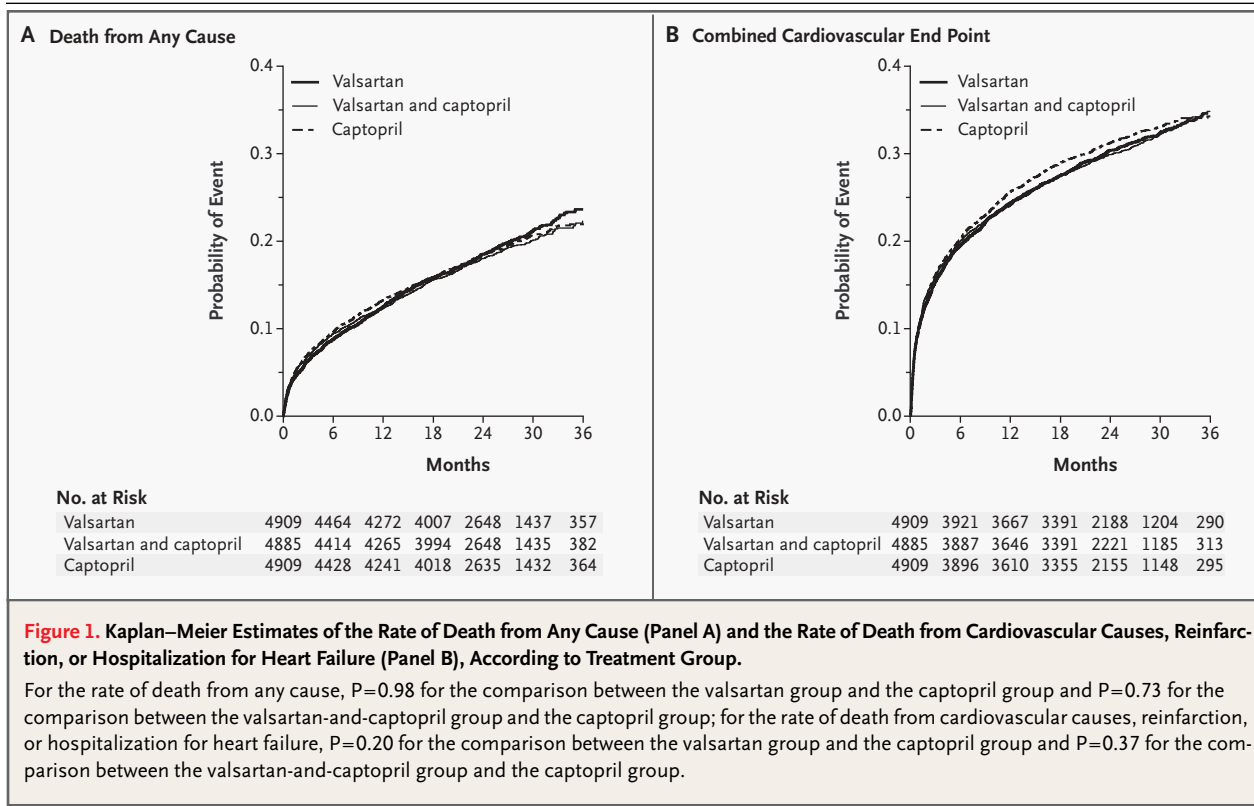 A Death from Any Cause
0.4
0.3
0.2
0.1
0.0
Probability of Event
Valsartan
Valsartan and captopril
Captopril
0 6 12 18 24 30 36
Months
No. at Risk
Valsartan 4909 4464 4272 4007 2648 1437 357
Valsartan and captopril 4885 4414 4265 3994 2648 1435 382
Captopril 4909 4428 4241 4018 2635 1432 364
B Combined Cardiovascular End Point
0.4
0.3
0.2
0.1
0.0
Probability of Event
Valsartan
Valsartan and captopril
Captopril
0 6 12 18 24 30 36
Months
No. at Risk
Valsartan 4909 3921 3667 3391 2188 1204 290
Valsartan and captopril 4885 3887 3646 3391 2221 1185 313
Captopril 4909 3896 3610 3355 2155 1148 295
Figure 1. Kaplan–Meier Estimates of the Rate of Death from Any Cause (Panel A) and the Rate of Death from Cardiovascular Causes, Reinfarc-
tion, or Hospitalization for Heart Failure (Panel B), According to Treatment Group.
For the rate of death from any cause, P=0.98 for the comparison between the valsartan group and the captopril group and P=0.73 for the
comparison between the valsartan-and-captopril group and the captopril group; for the rate of death from cardiovascular causes, reinfarction,
or hospitalization for heart failure, P=0.20 for the comparison between the valsartan group and the captopril group and P=0.37 for the com-
parison between the valsartan-and-captopril group and the captopril group.